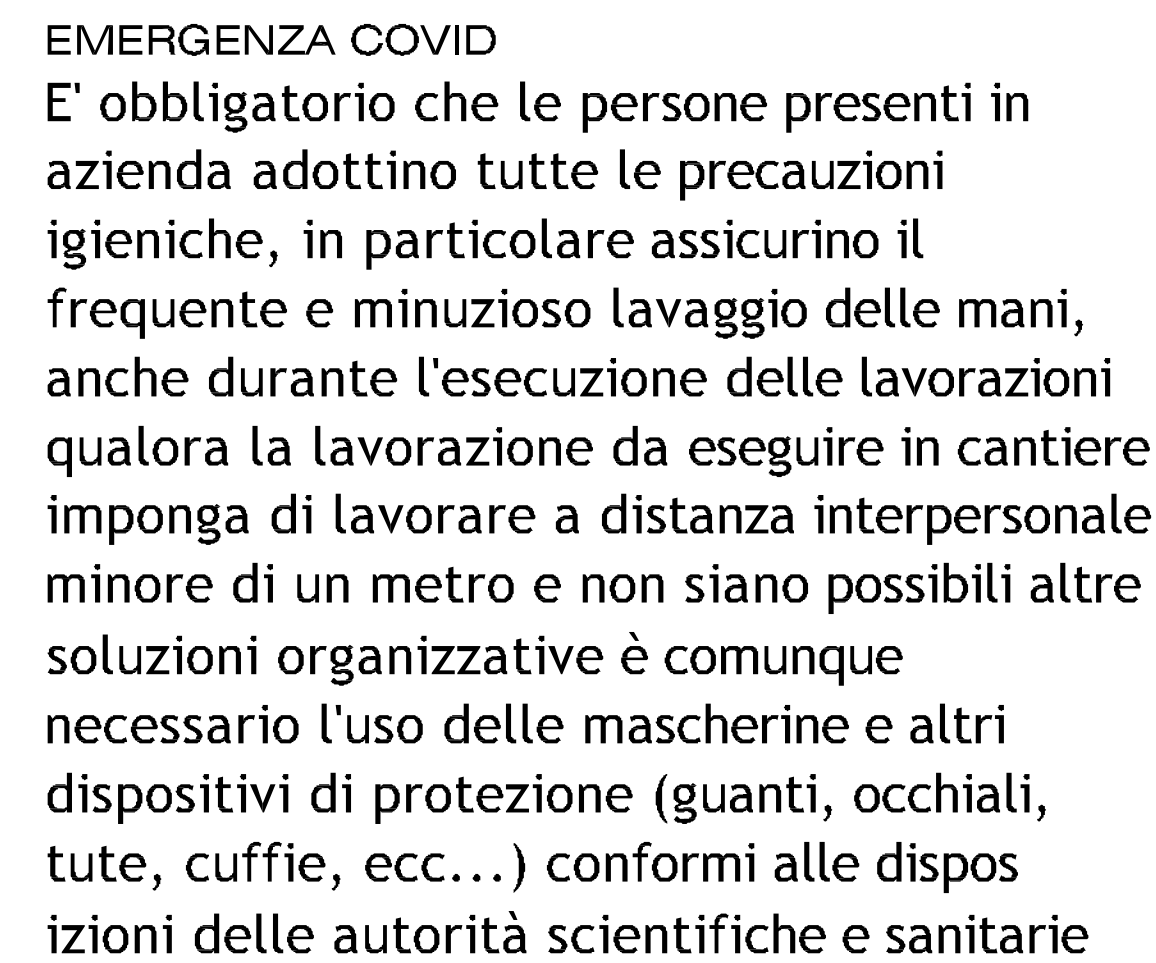 EMERGENZA COVID
E' obbligatorio che le persone presenti in
azienda adottino tutte le precauzioni
igieniche, in particolare assicurino il
frequente e minuzioso lavaggio delle mani,
anche durante l'esecuzione delle lavorazioni
qualora la lavorazione da eseguire in cantiere
imponga di lavorare a distanza interpersonale
minore di un metro e non siano possibili altre
soluzioni organizzative è comunque
necessario l'uso delle mascherine e altri
dispositivi di protezione (guanti, occhiali,
tute, cuffie, ecc...) conformi alle dispos
izioni delle autorità scientifiche e sanitarie